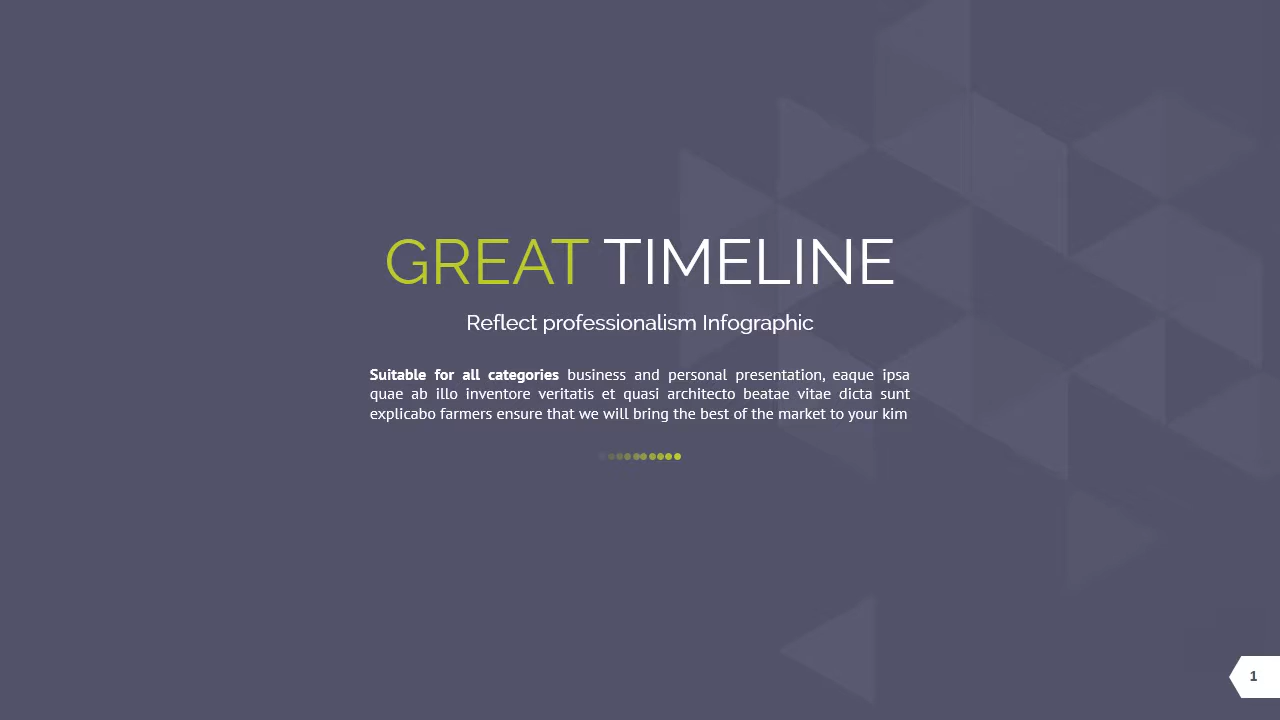 GREAT TIMELINE
Reflect professionalism Infographic
Suitable for all categories business and personal presentation, eaque ipsa
quae ab illo inventore veritatis et quasi architecto beatae vitae dicta sunt
explicabo farmers ensure that we will bring the best of the market to your kim
1